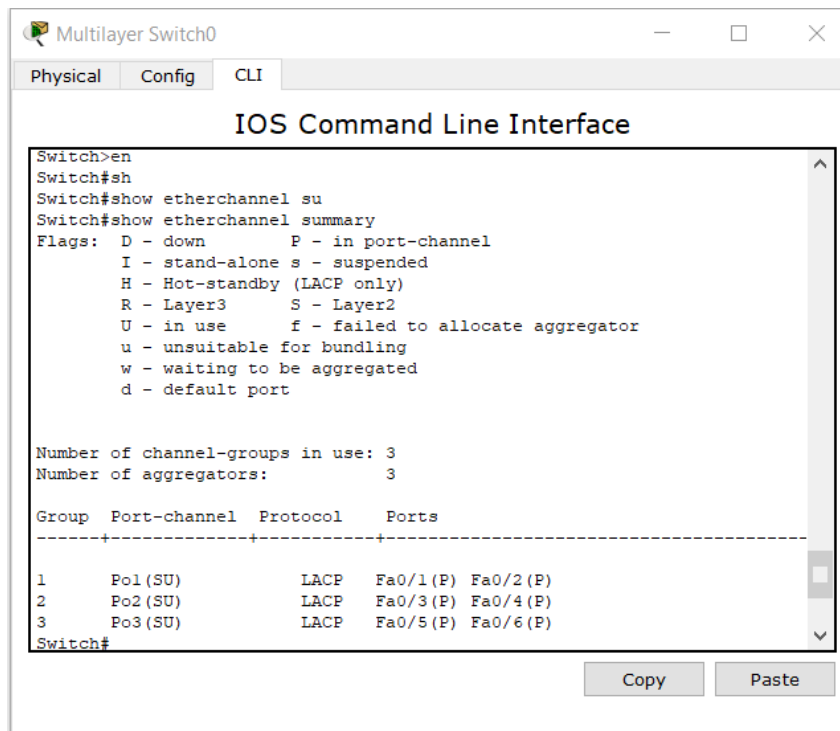 Multilayer Switch0
Physical Config CLI
IOS Command Line Interface
Switch>en
Switch#sh
Switch#show etherchannel su
Switch#show etherchannel summary
Flags:  D - down        P - in port-channel
        I - stand-alone s - suspended
        H - Hot-standby (LACP only)
        R - Layer3      S - Layer2
        U - in use      f - failed to allocate aggregator
        u - unsuitable for bundling
        w - waiting to be aggregated
        d - default port
Number of channel-groups in use: 3
Number of aggregators:           3
Group  Port-channel  Protocol    Ports
------+-------------+-----------+----------------------------------------
1      Po1(SU)           LACP   Fa0/1(P) Fa0/2(P)
2      Po2(SU)           LACP   Fa0/3(P) Fa0/4(P)
3      Po3(SU)           LACP   Fa0/5(P) Fa0/6(P)
Switch#
Copy Paste